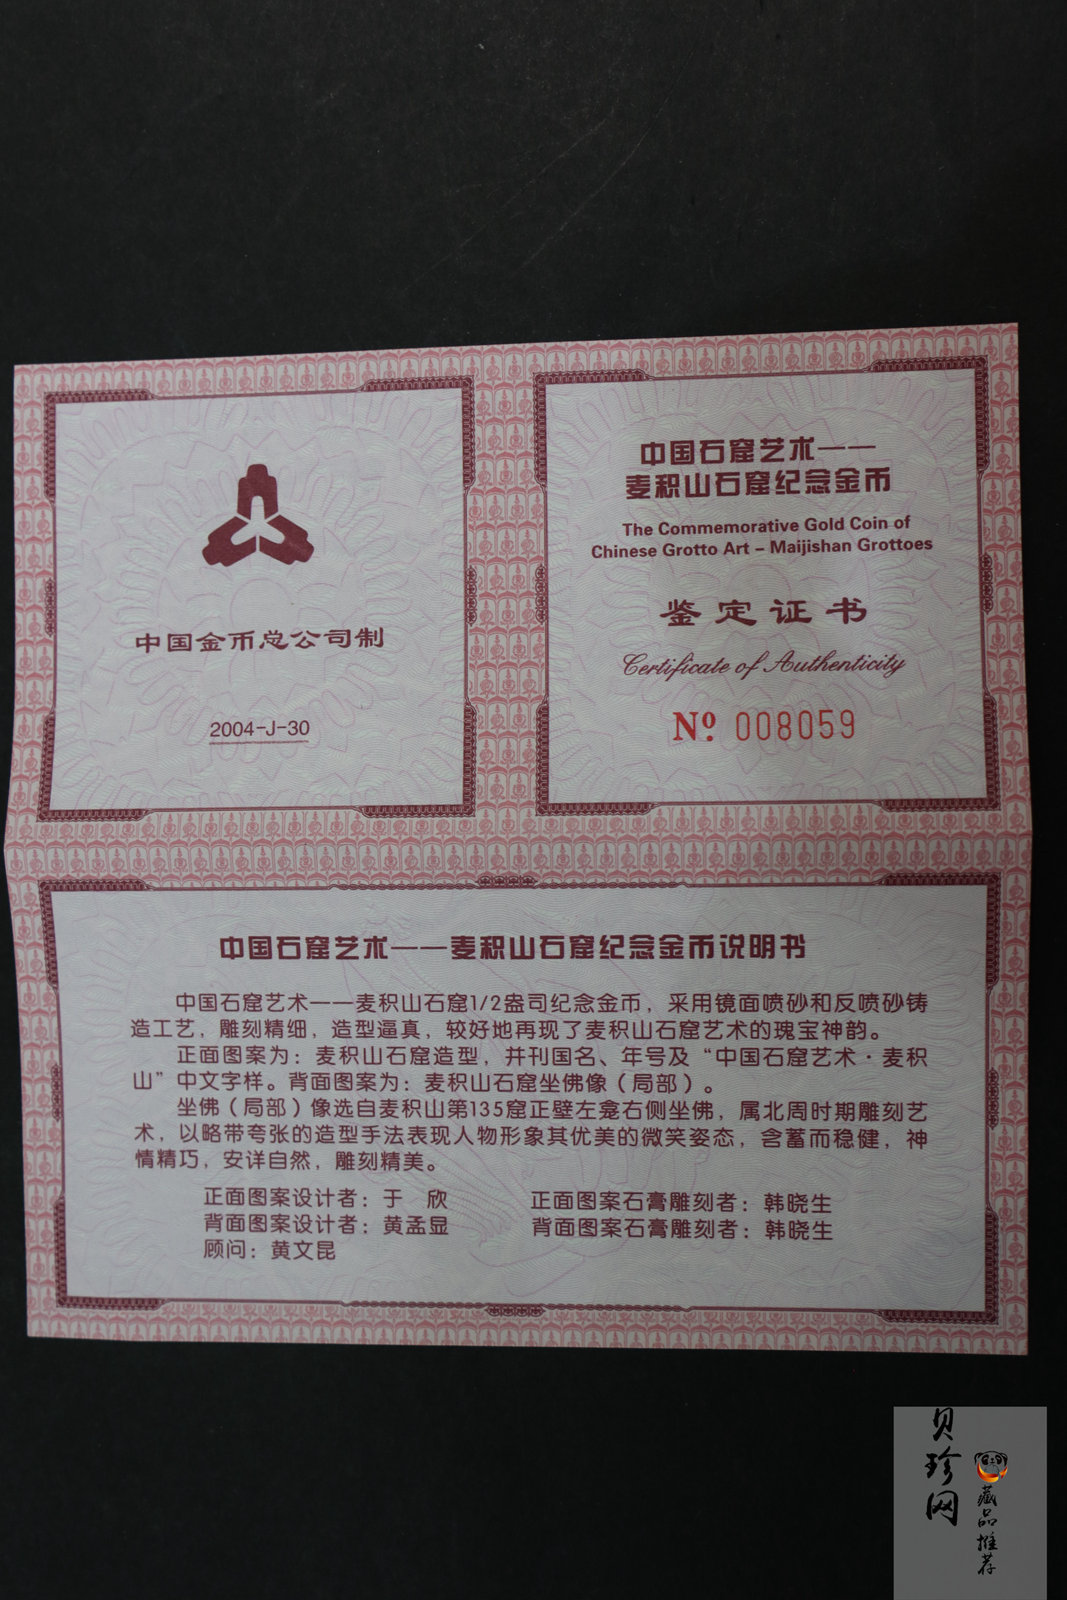 中国金币总公司制
2004-J-30
中国石窟艺术——
麦积山石窟纪念金币
The Commemorative Gold Coin of
Chinese Grotto Art – Maijishan Grottoes
鉴定证书
Certificate of Authenticity
Nº 008059
中国石窟艺术——麦积山石窟纪念金币说明书
中国石窟艺术——麦积山石窟1/2盎司纪念金币，采用镜面喷砂和反喷砂铸
造工艺，雕刻精细，造型逼真，较好地再现了麦积山石窟艺术的瑰宝神韵。
正面图案为：麦积山石窟造型，并刊国名、年号及“中国石窟艺术·麦积
山”中文字样。背面图案为：麦积山石窟坐佛像（局部）。
坐佛（局部）像选自麦积山第135窟正壁左龛右侧坐佛，属北周时期雕刻艺
术，以略带夸张的造型手法表现人物形象其优美的微笑姿态，含蓄而稳健，神
情精巧，安详自然，雕刻精美。
正面图案设计者：于　欣　正面图案石膏雕刻者：韩晓生
背面图案设计者：黄孟显　背面图案石膏雕刻者：韩晓生
顾问：黄文昆
贝珍网
藏品推荐